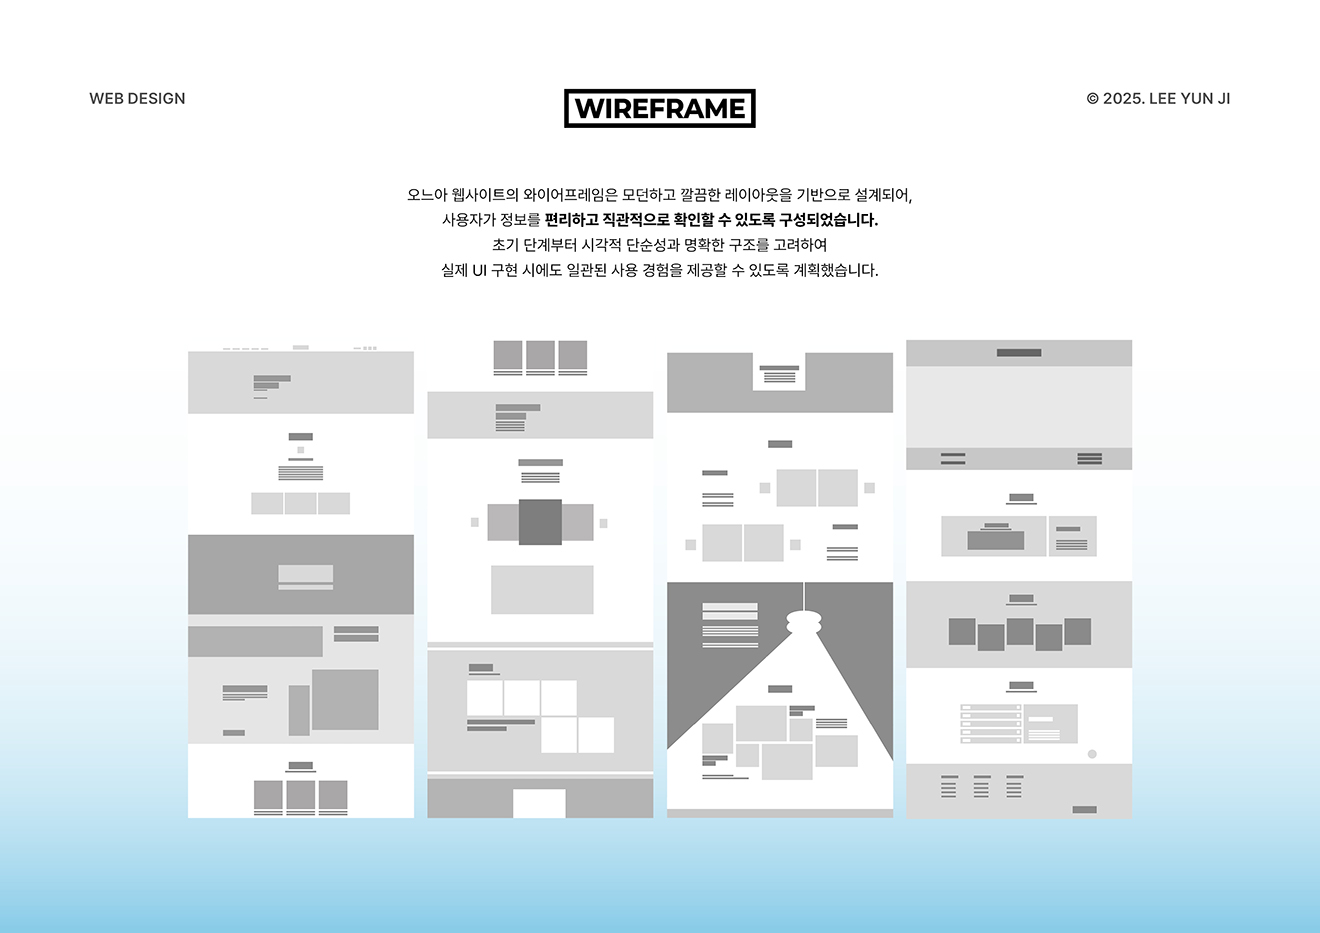 WEB DESIGN
WIREFRAME
© 2025. LEE YUN JI
오느아 웹사이트의 와이어프레임은 모던하고 깔끔한 레이아웃을 기반으로 설계되어,
사용자가 정보를 편리하고 직관적으로 확인할 수 있도록 구성되었습니다.
초기 단계부터 시각적 단순성과 명확한 구조를 고려하여
실제 UI 구현 시에도 일관된 사용 경험을 제공할 수 있도록 계획했습니다.